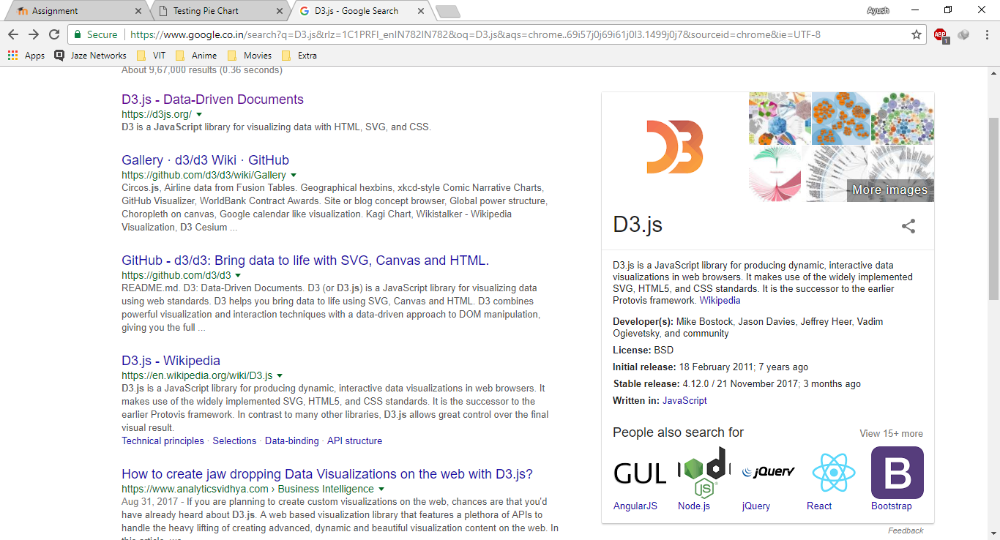 Assignment
Testing Pie Chart
D3.js - Google Search
Ayush
Secure
https://www.google.co.in/search?q=D3.js&rlz=1C1PRFI_enIN782IN782&oq=D3.js&aqs=chrome..69i57j0j69i61j0l3.1499j0j7&sourceid=chrome&ie=UTF-8
ABP
1
Apps
Jaze Networks
VIT
Anime
Movies
Extra
About 9,67,000 results (0.36 seconds)
D3.js - Data-Driven Documents
https://d3js.org/
D3 is a JavaScript library for visualizing data with HTML, SVG, and CSS.
Gallery · d3/d3 Wiki · GitHub
https://github.com/d3/d3/wiki/Gallery
Circos.js, Airline data from Fusion Tables. Geographical hexbins, xkcd-style Comic Narrative Charts,
GitHub Visualizer, WorldBank Contract Awards. Site or blog concept browser, Global power structure,
Choropleth on canvas, Google calendar like visualization. Kagi Chart, Wikistalker - Wikipedia
Visualization, D3 Cesium ...
GitHub - d3/d3: Bring data to life with SVG, Canvas and HTML.
https://github.com/d3/d3
README.md. D3: Data-Driven Documents. D3 (or D3.js) is a JavaScript library for visualizing data
using web standards. D3 helps you bring data to life using SVG, Canvas and HTML. D3 combines
powerful visualization and interaction techniques with a data-driven approach to DOM manipulation,
giving you the full ...
D3.js - Wikipedia
https://en.wikipedia.org/wiki/D3.js
D3.js is a JavaScript library for producing dynamic, interactive data visualizations in web browsers. It
makes use of the widely implemented SVG, HTML5, and CSS standards. It is the successor to the
earlier Protovis framework. In contrast to many other libraries, D3.js allows great control over the final
visual result.
Technical principles · Selections · Data-binding · API structure
How to create jaw dropping Data Visualizations on the web with D3.js?
https://www.analyticsvidhya.com › Business Intelligence
Aug 31, 2017 - If you are planning to create custom visualizations on the web, chances are that you'd
have already heard about D3.js. A web based visualization library that features a plethora of APIs to
handle the heavy lifting of creating advanced, dynamic and beautiful visualization content on the web. In
D3
More images
D3.js
D3.js is a JavaScript library for producing dynamic, interactive data
visualizations in web browsers. It makes use of the widely implemented
SVG, HTML5, and CSS standards. It is the successor to the earlier
Protovis framework. Wikipedia
Developer(s): Mike Bostock, Jason Davies, Jeffrey Heer, Vadim
Ogievetsky, and community
License: BSD
Initial release: 18 February 2011; 7 years ago
Stable release: 4.12.0 / 21 November 2017; 3 months ago
Written in: JavaScript
People also search for
View 15+ more
GUL
nod
JS
jQuery
B
AngularJS
Node.js
jQuery
React
Bootstrap
Feedback